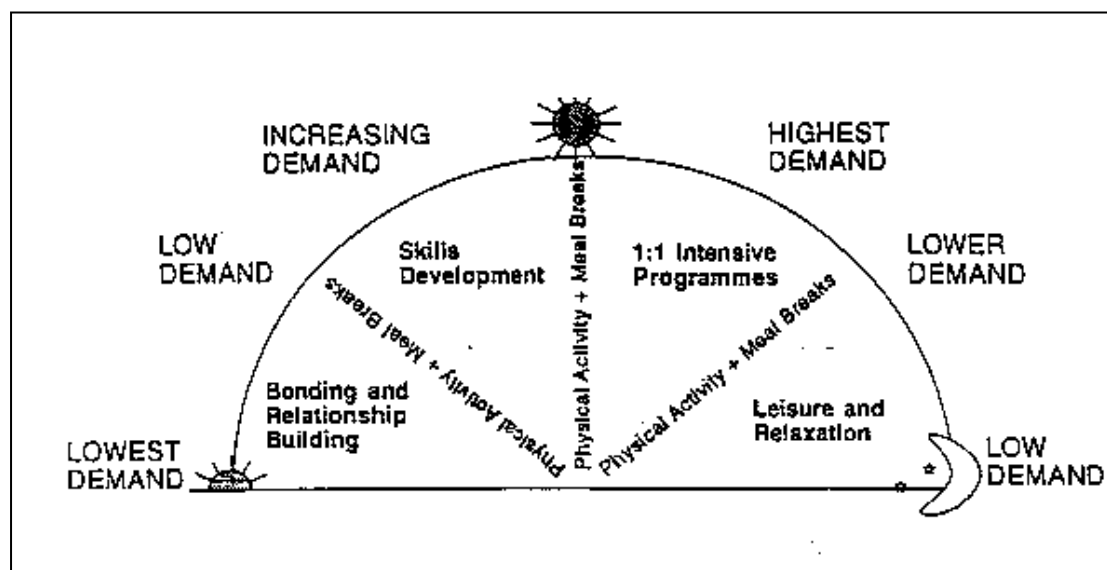 INCREASING
DEMAND
HIGHEST
DEMAND
LOW
DEMAND
LOWER
DEMAND
Skills
Development
1:1 Intensive
Programmes
Physical Activity + Meal Breaks
Physical Activity + Meal Breaks
Physical Activity + Meal Breaks
Bonding and
Relationship
Building
Leisure and
Relaxation
LOWEST
DEMAND
LOW
DEMAND